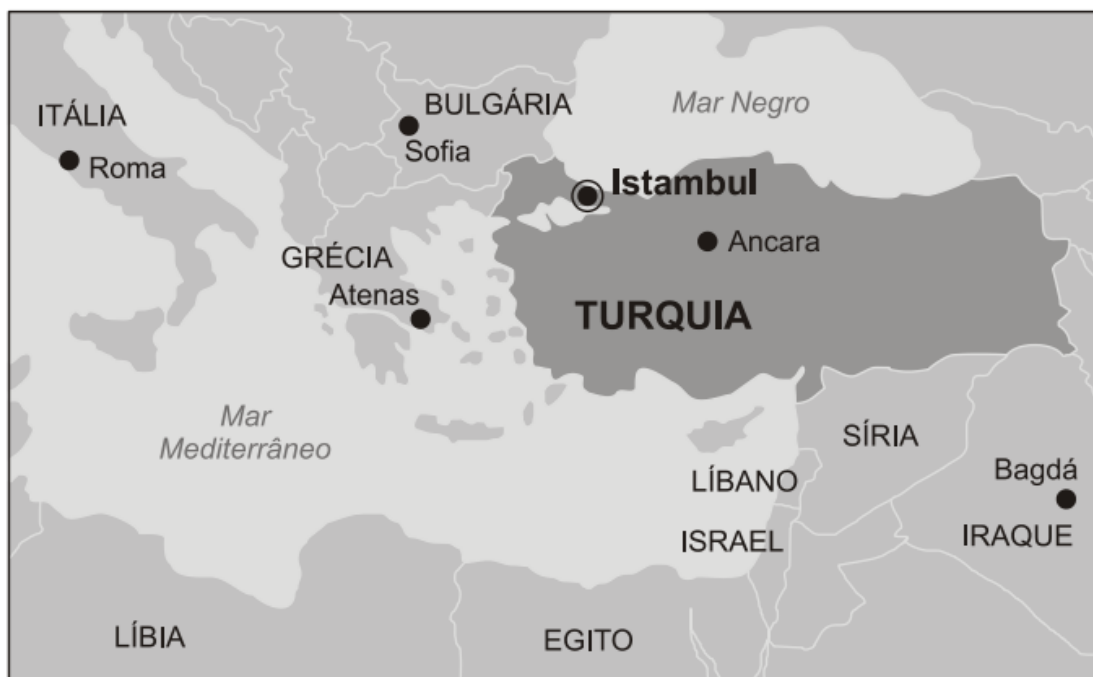 Mar Negro
BULGÁRIA
ITÁLIA
Sofia
Roma
Istambul
Ancara
GRÉCIA
Atenas
TURQUIA
Mar
Mediterrâneo
SÍRIA
Bagdá
LÍBANO
ISRAEL
IRAQUE
LÍBIA
EGITO